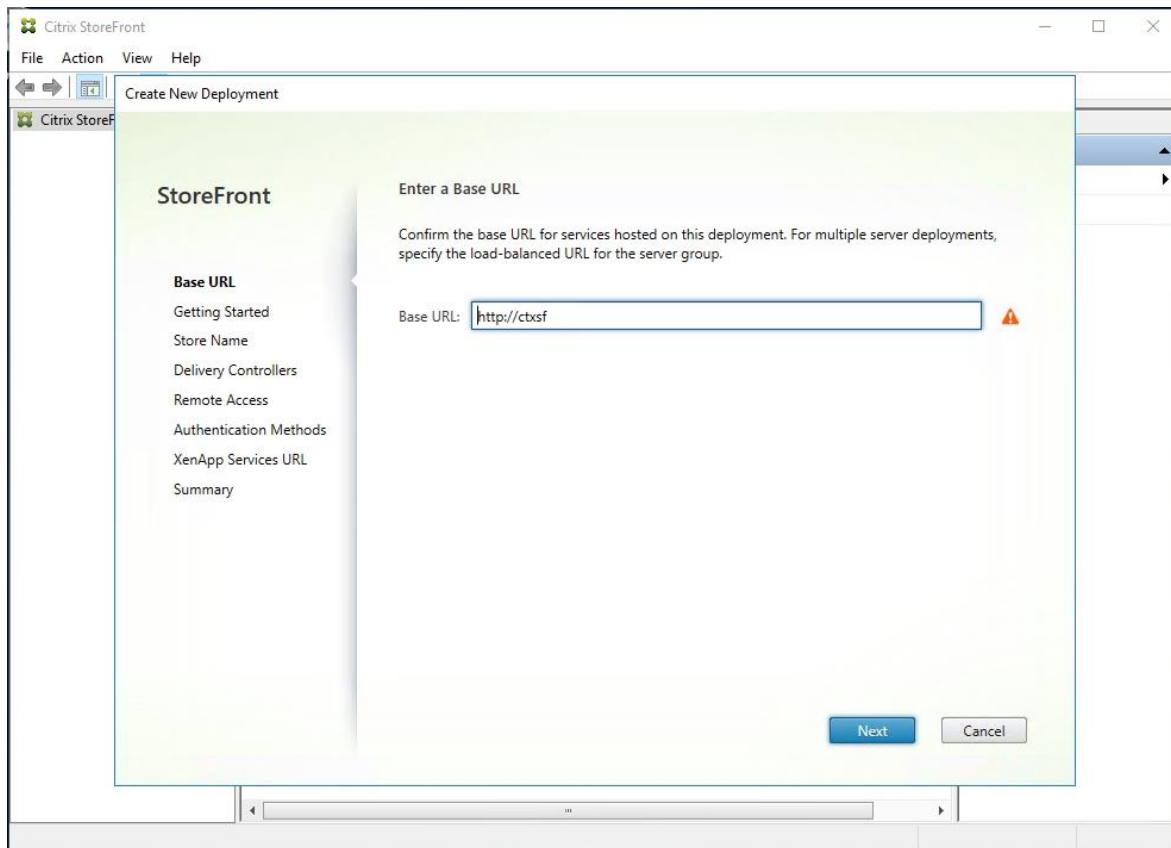 Citrix StoreFront
File Action View Help
Create New Deployment
Citrix StoreF
StoreFront
Base URL
Getting Started
Store Name
Delivery Controllers
Remote Access
Authentication Methods
XenApp Services URL
Summary
Enter a Base URL
Confirm the base URL for services hosted on this deployment. For multiple server deployments,
specify the load-balanced URL for the server group.
Base URL: http://ctxsf
Next Cancel